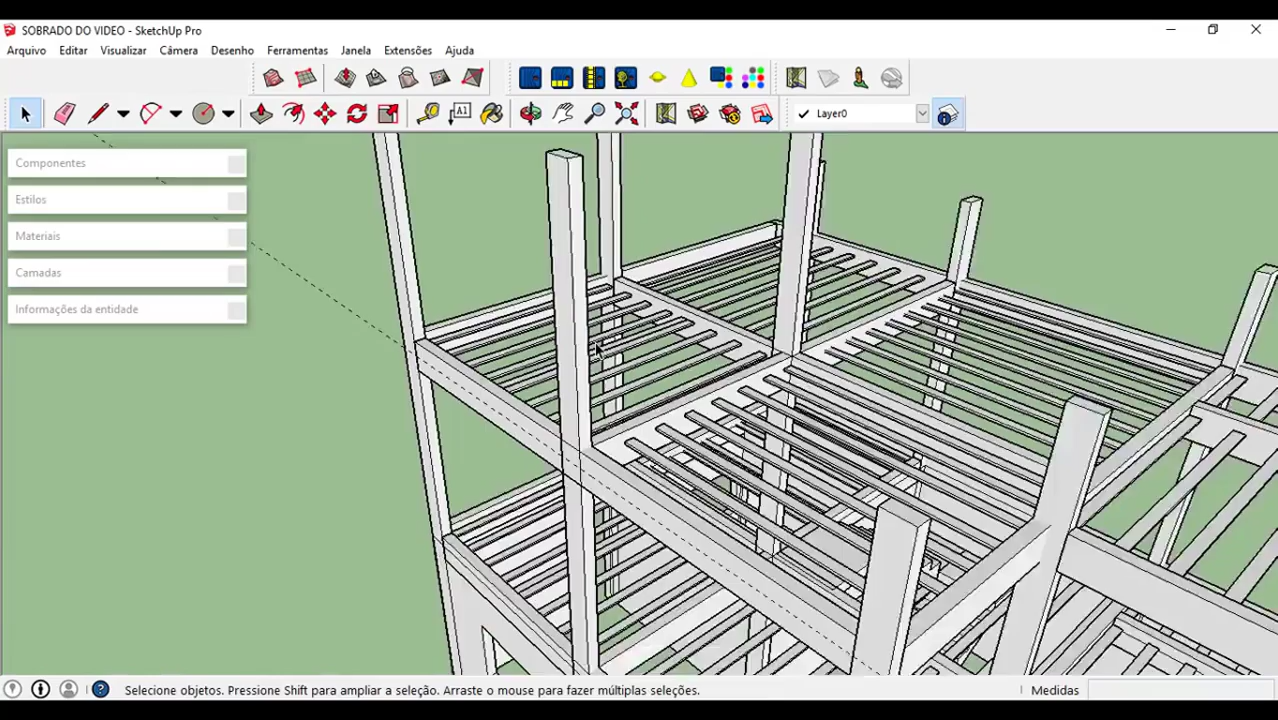 SOBRADO DO VIDEO - SketchUp Pro
Arquivo Editar Visualizar Câmera Desenho Ferramentas Janela Extensões Ajuda
A1
Layer0
Componentes
Estilos
Materiais
Camadas
Informações da entidade
Selecione objetos. Pressione Shift para ampliar a seleção. Arraste o mouse para fazer múltiplas seleções. Medidas